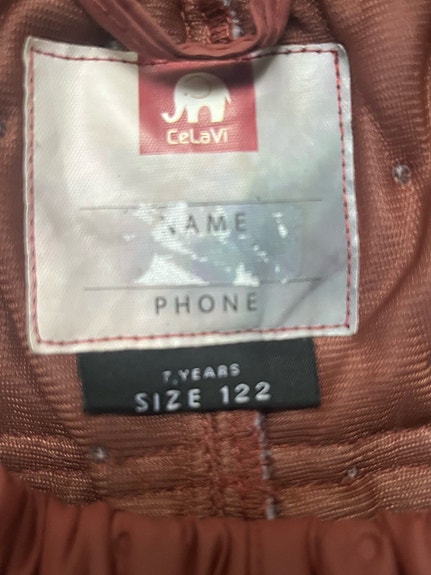 CeLaVi
NAME
PHONE
7.YEARS
SIZE 122